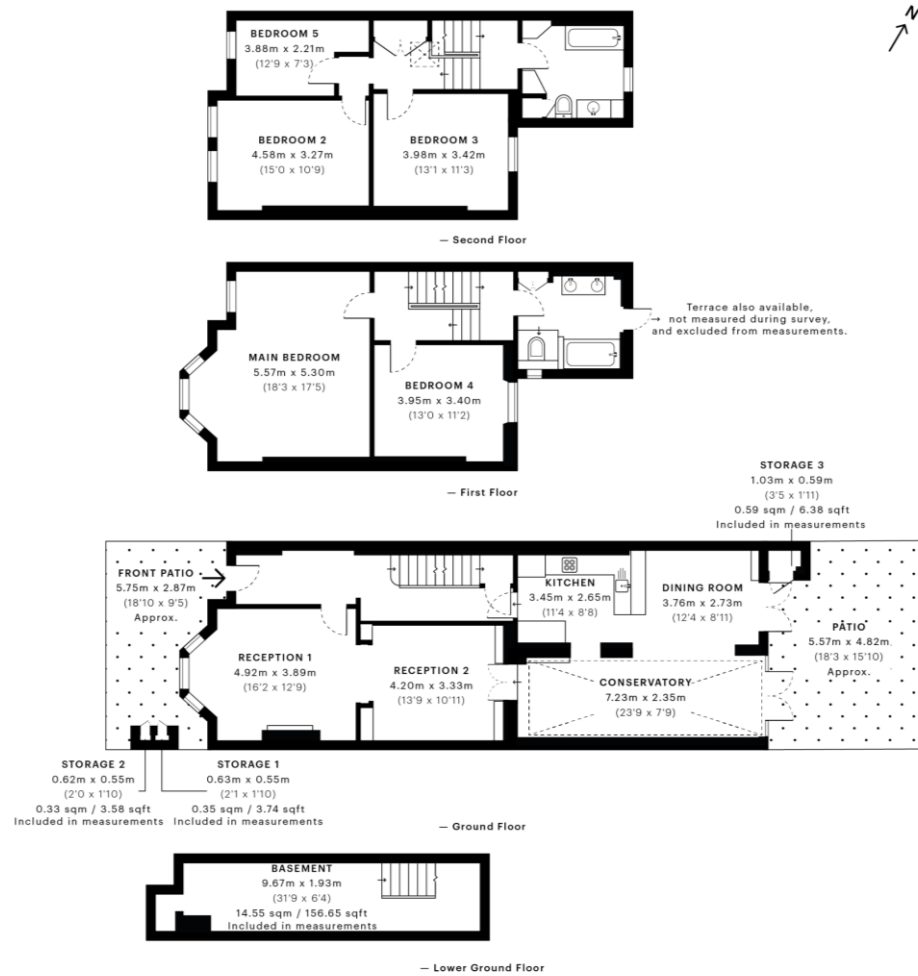 N
BEDROOM 5
3.88m x 2.21m
(12'9 x 7'3)
BEDROOM 2
4.58m x 3.27m
(15'0 x 10'9)
BEDROOM 3
3.98m x 3.42m
(13'1 x 11'3)
— Second Floor
Terrace also available,
not measured during survey,
and excluded from measurements.
MAIN BEDROOM
5.57m x 5.30m
(18'3 x 17'5)
BEDROOM 4
3.95m x 3.40m
(13'0 x 11'2)
— First Floor
STORAGE 3
1.03m x 0.59m
(3'5 x 1'11)
0.59 sqm / 6.38 sqft
Included in measurements
FRONT PATIO
5.75m x 2.87m
(18'10 x 9'5)
Approx.
KITCHEN
3.45m x 2.65m
(11'4 x 8'8)
DINING ROOM
3.76m x 2.73m
(12'4 x 8'11)
PATIO
5.57m x 4.82m
(18'3 x 15'10)
Approx.
RECEPTION 1
4.92m x 3.89m
(16'2 x 12'9)
RECEPTION 2
4.20m x 3.33m
(13'9 x 10'11)
CONSERVATORY
7.23m x 2.35m
(23'9 x 7'9)
STORAGE 2
0.62m x 0.55m
(2'0 x 1'10)
0.33 sqm / 3.58 sqft
Included in measurements
STORAGE 1
0.63m x 0.55m
(2'1 x 1'10)
0.35 sqm / 3.74 sqft
Included in measurements
— Ground Floor
BASEMENT
9.67m x 1.93m
(31'9 x 6'4)
14.55 sqm / 156.65 sqft
Included in measurements
— Lower Ground Floor